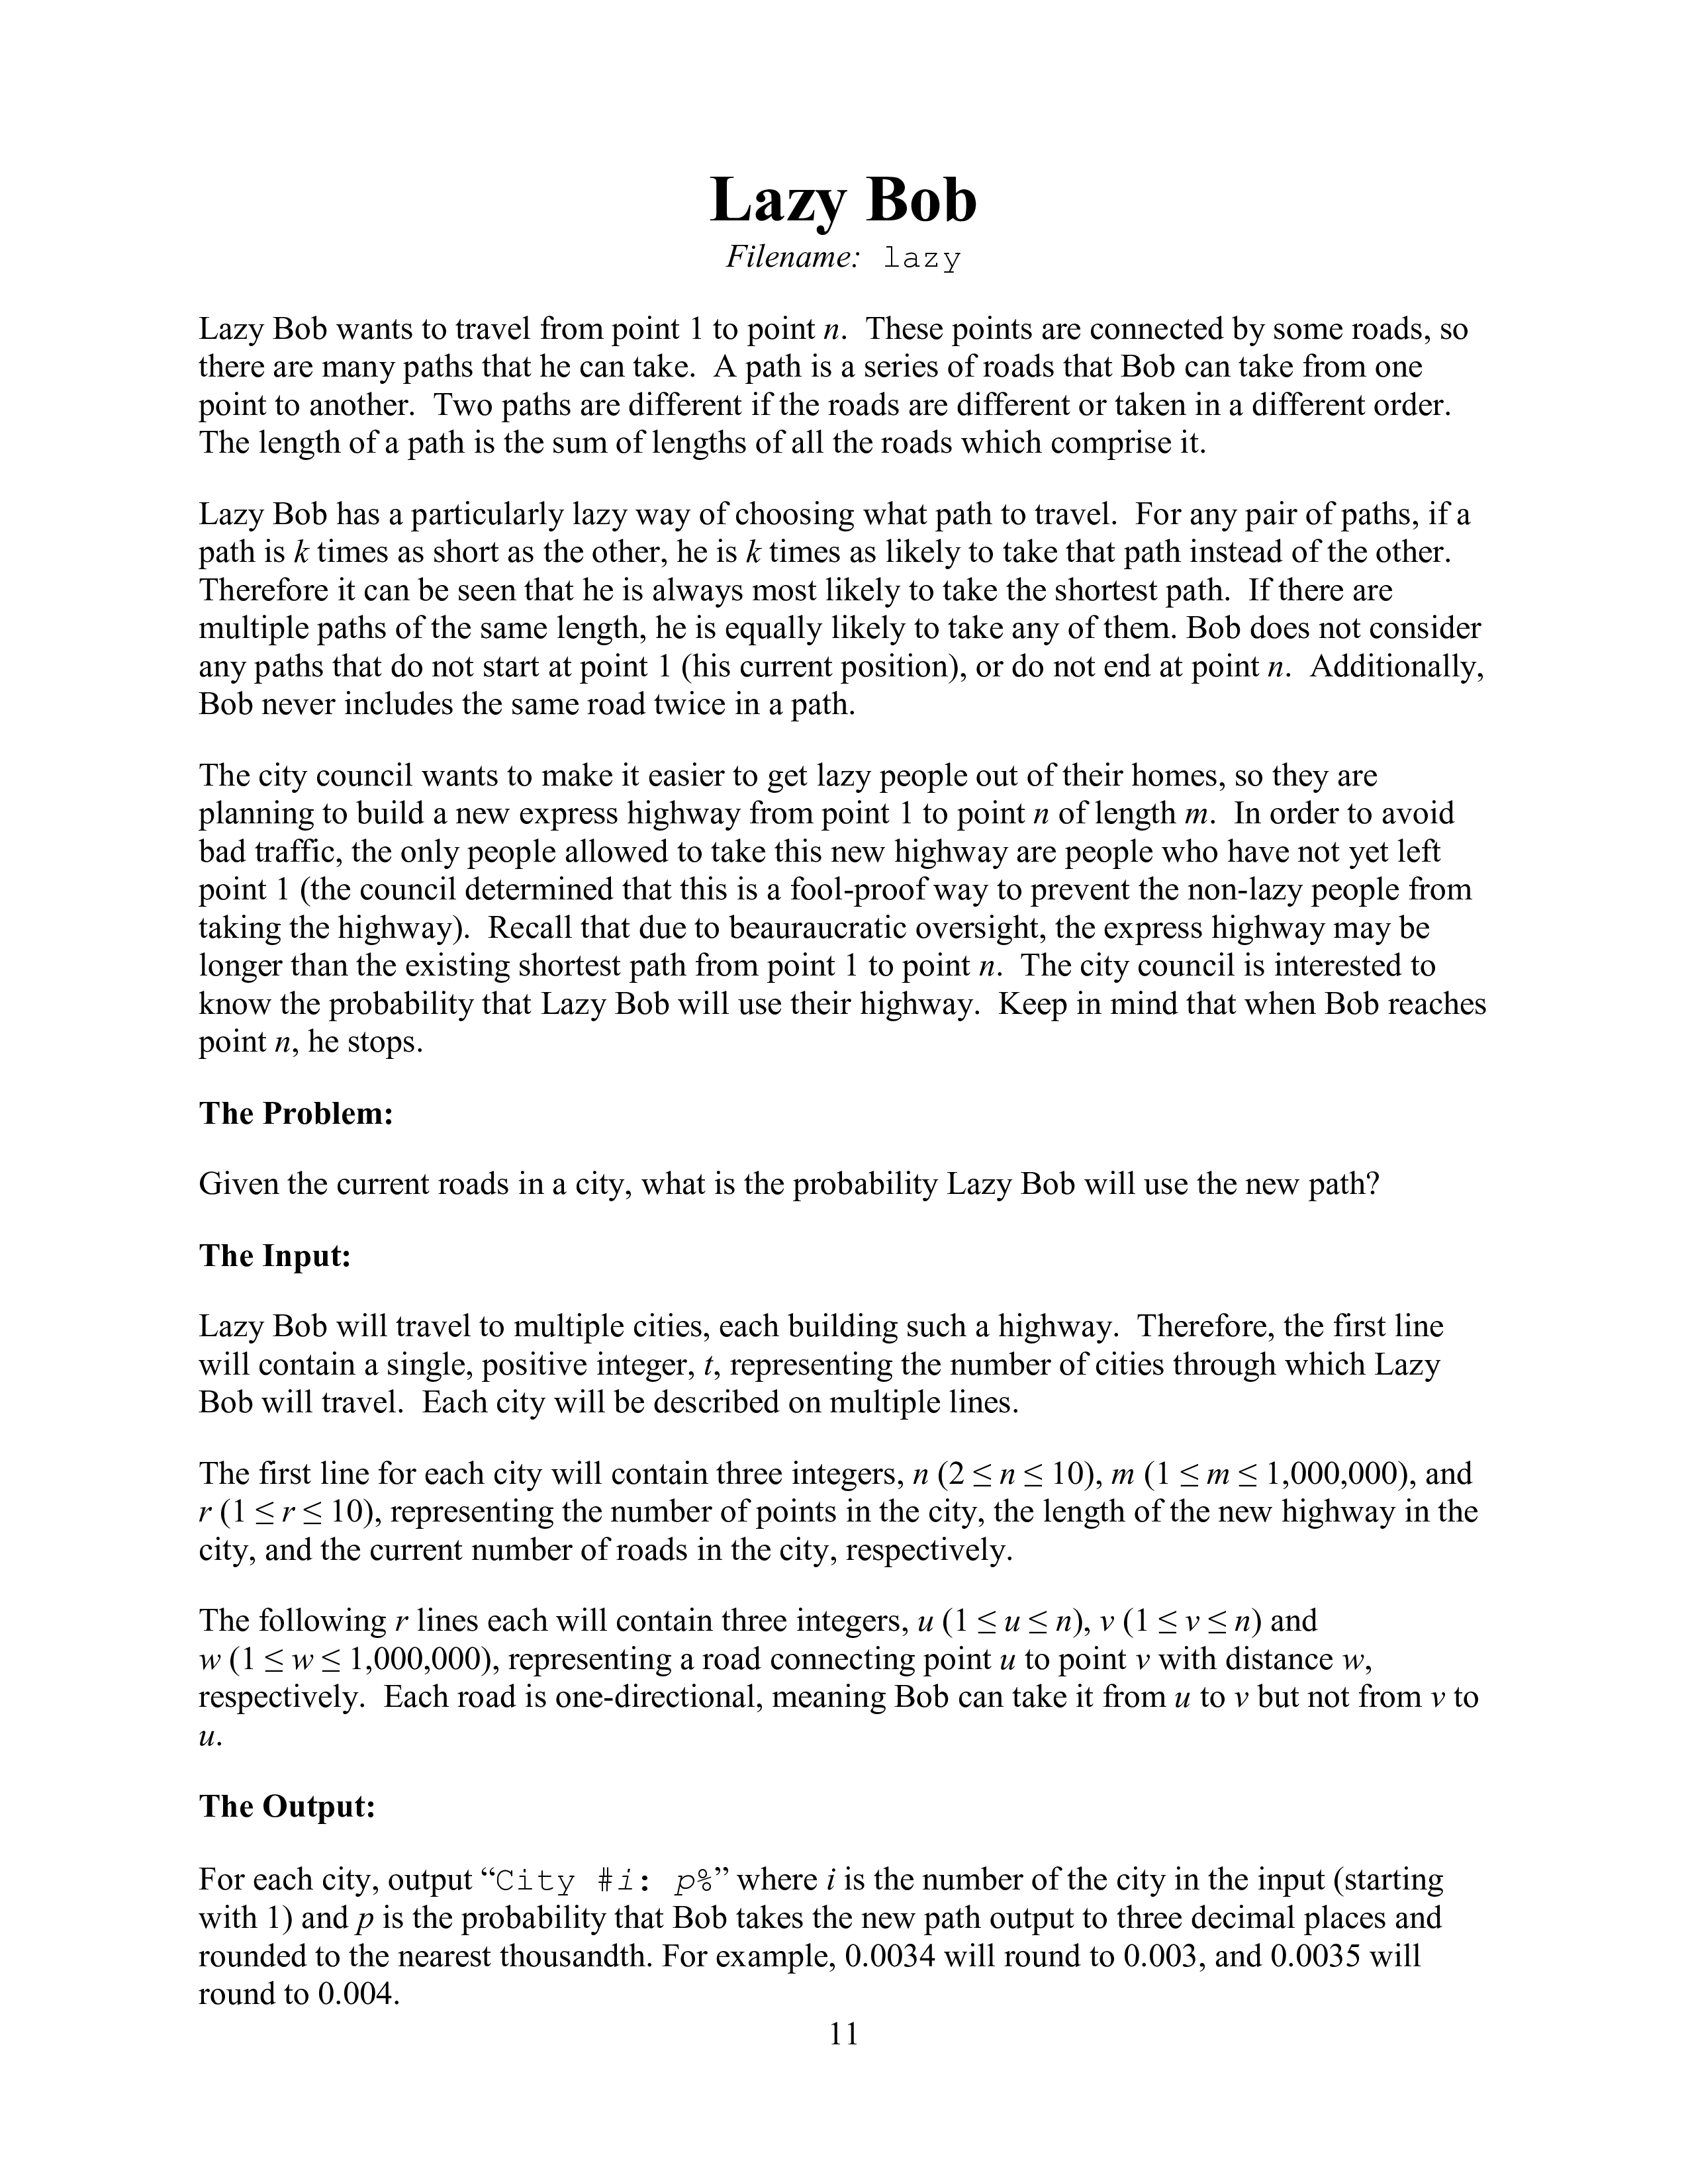 Lazy Bob
Filename: lazy
Lazy Bob wants to travel from point 1 to point n. These points are connected by some roads, so
there are many paths that he can take. A path is a series of roads that Bob can take from one
point to another. Two paths are different if the roads are different or taken in a different order.
The length of a path is the sum of lengths of all the roads which comprise it.
Lazy Bob has a particularly lazy way of choosing what path to travel. For any pair of paths, if a
path is k times as short as the other, he is k times as likely to take that path instead of the other.
Therefore it can be seen that he is always most likely to take the shortest path. If there are
multiple paths of the same length, he is equally likely to take any of them. Bob does not consider
any paths that do not start at point 1 (his current position), or do not end at point n. Additionally,
Bob never includes the same road twice in a path.
The city council wants to make it easier to get lazy people out of their homes, so they are
planning to build a new express highway from point 1 to point n of length m. In order to avoid
bad traffic, the only people allowed to take this new highway are people who have not yet left
point 1 (the council determined that this is a fool-proof way to prevent the non-lazy people from
taking the highway). Recall that due to beauraucratic oversight, the express highway may be
longer than the existing shortest path from point 1 to point n. The city council is interested to
know the probability that Lazy Bob will use their highway. Keep in mind that when Bob reaches
point n, he stops.
The Problem:
Given the current roads in a city, what is the probability Lazy Bob will use the new path?
The Input:
Lazy Bob will travel to multiple cities, each building such a highway. Therefore, the first line
will contain a single, positive integer, t, representing the number of cities through which Lazy
Bob will travel. Each city will be described on multiple lines.
The first line for each city will contain three integers, n (2 ≤ n ≤ 10), m (1 ≤ m ≤ 1,000,000), and
r (1 ≤ r ≤ 10), representing the number of points in the city, the length of the new highway in the
city, and the current number of roads in the city, respectively.
The following r lines each will contain three integers, u (1 ≤ u ≤ n), v (1 ≤ v ≤ n) and
w (1 ≤ w ≤ 1,000,000), representing a road connecting point u to point v with distance w,
respectively. Each road is one-directional, meaning Bob can take it from u to v but not from v to
u.
The Output:
For each city, output “City #i: p%” where i is the number of the city in the input (starting
with 1) and p is the probability that Bob takes the new path output to three decimal places and
rounded to the nearest thousandth. For example, 0.0034 will round to 0.003, and 0.0035 will
round to 0.004.
11